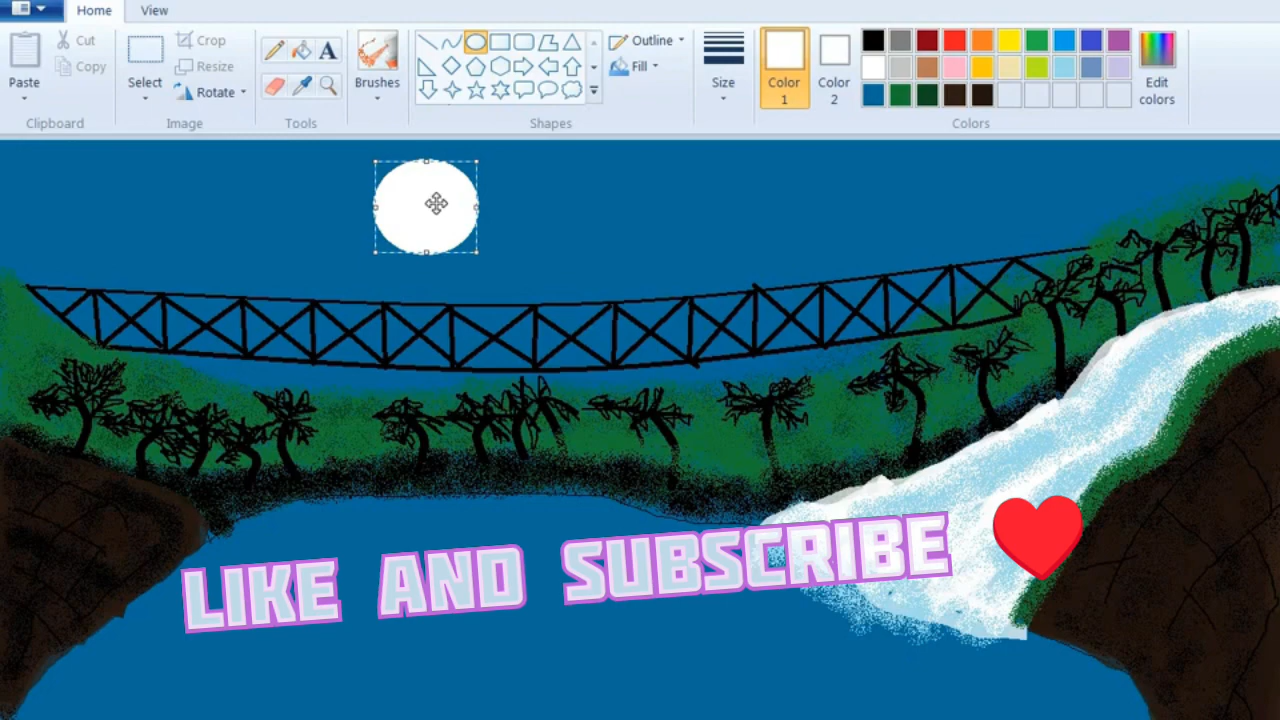 Home View
Cut
Crop
Outline
Copy
Resize
Fill
Paste
Select
Rotate
Brushes
Size
Color 1
Color 2
Edit colors
A
Clipboard
Image
Tools
Shapes
Colors
LIKE AND SUBSCRIBE